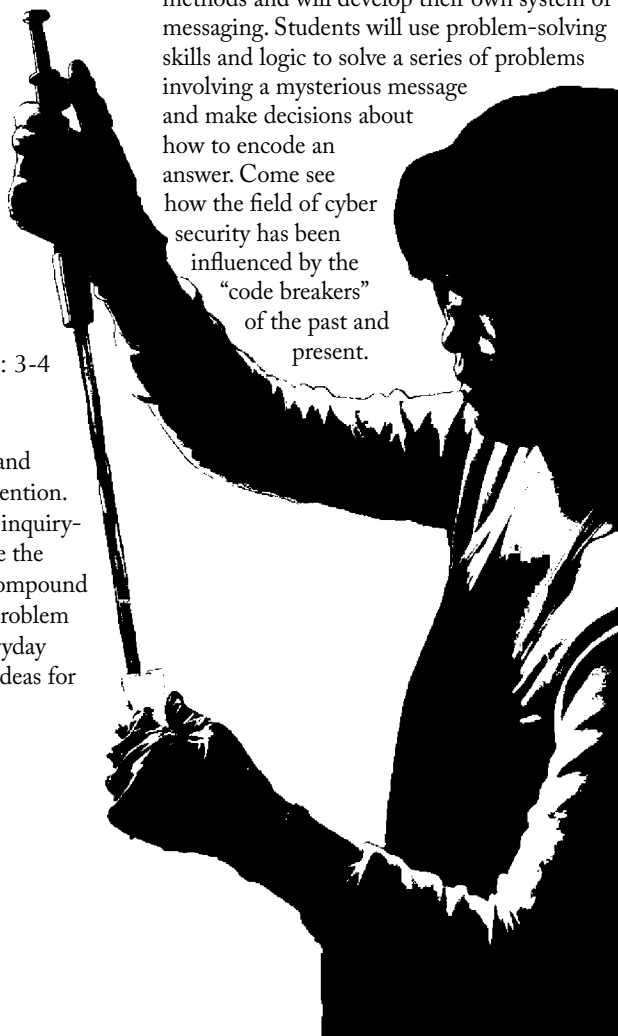 methods and will develop their own system of
messaging. Students will use problem-solving
skills and logic to solve a series of problems
involving a mysterious message
and make decisions about
how to encode an
answer. Come see
how the field of cyber
security has been
influenced by the
“code breakers”
of the past and
present.
: 3-4
and
ention.
inquiry-
e the
ompound
roblem
ryday
deas for